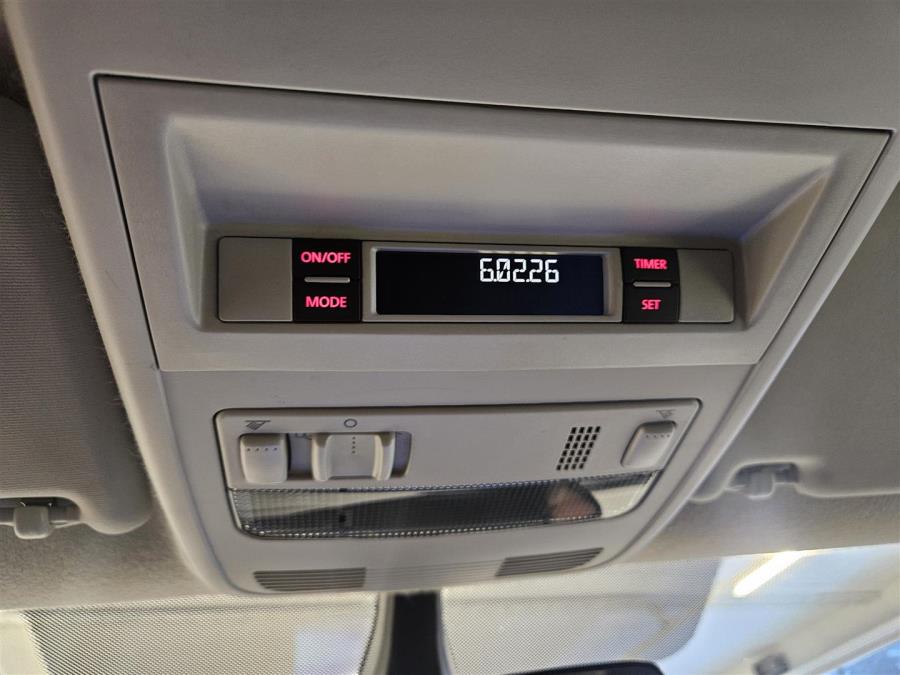 ON/OFF
MODE
6.02.26
TIMER
SET